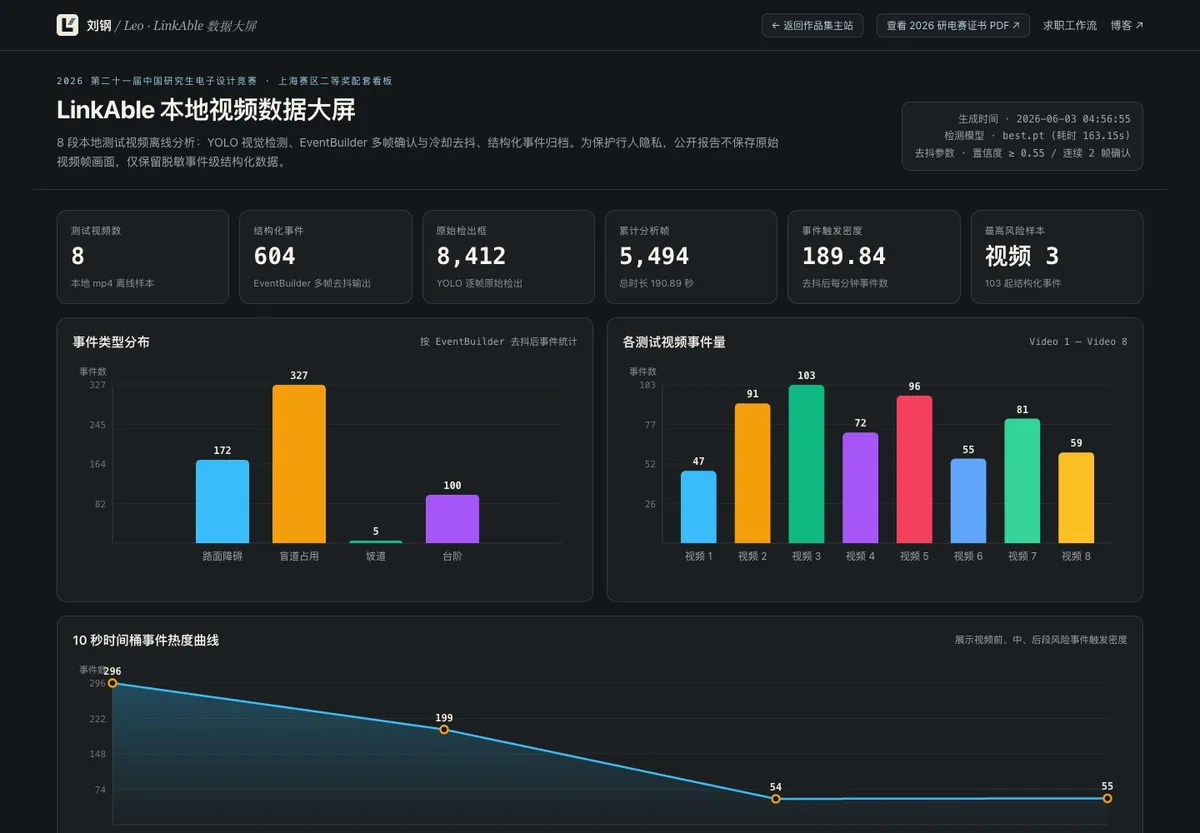 刘钢 / Leo · LinkAble 数据大屏
← 返回作品集主站
查看 2026 研电赛证书 PDF ↗
求职工作流
博客 ↗
2026 第二十一届中国研究生电子设计竞赛 · 上海赛区二等奖配套看板
LinkAble 本地视频数据大屏
8 段本地测试视频离线分析：YOLO 视觉检测、EventBuilder 多帧确认与冷却去抖、结构化事件归档。为保护行人隐私，公开报告不保存原始
视频帧画面，仅保留脱敏事件级结构化数据。
生成时间 · 2026-06-03 04:56:55
检测模型 · best.pt (耗时 163.15s)
去抖参数 · 置信度 ≥ 0.55 / 连续 2 帧确认
测试视频数
8
本地 mp4 离线样本
结构化事件
604
EventBuilder 多帧去抖输出
原始检出框
8,412
YOLO 逐帧原始检出
累计分析帧
5,494
总时长 190.89 秒
事件触发密度
189.84
去抖后每分钟事件数
最高风险样本
视频 3
103 起结构化事件
事件类型分布
按 EventBuilder 去抖后事件统计
事件数
327
245
164
82
172
327
5
100
路面障碍
盲道占用
坡道
台阶
各测试视频事件量
Video 1 — Video 8
事件数
103
77
52
26
47
91
103
72
96
55
81
59
视频 1
视频 2
视频 3
视频 4
视频 5
视频 6
视频 7
视频 8
10 秒时间桶事件热度曲线
展示视频前、中、后段风险事件触发密度
事件数
296
222
148
74
296
199
54
55